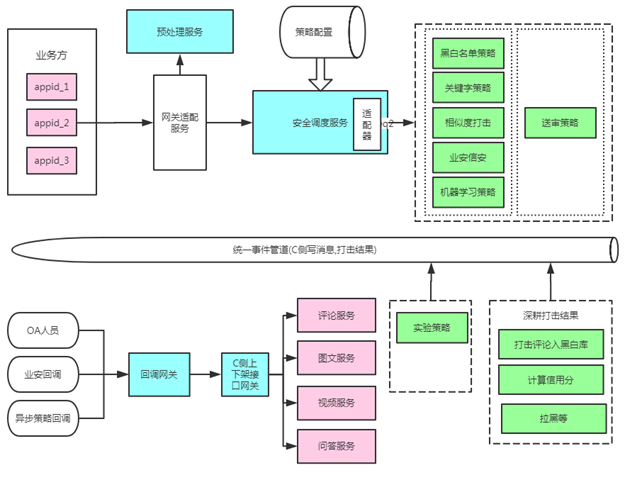 业务方
appid_1
appid_2
appid_3
预处理服务
网关适配
服务
策略配置
安全调度服务
适
配
器
q2
黑白名单策略
关键字策略
相似度打击
业安信安
机器学习策略
送审策略
统一事件管道(C侧写消息,打击结果)
OA人员
业安回调
异步策略回调
回调网关
C侧上
下架接
口网关
评论服务
图文服务
视频服务
问答服务
实验策略
深耕打击结果
打击评论入黑白库
计算信用分
拉黑等